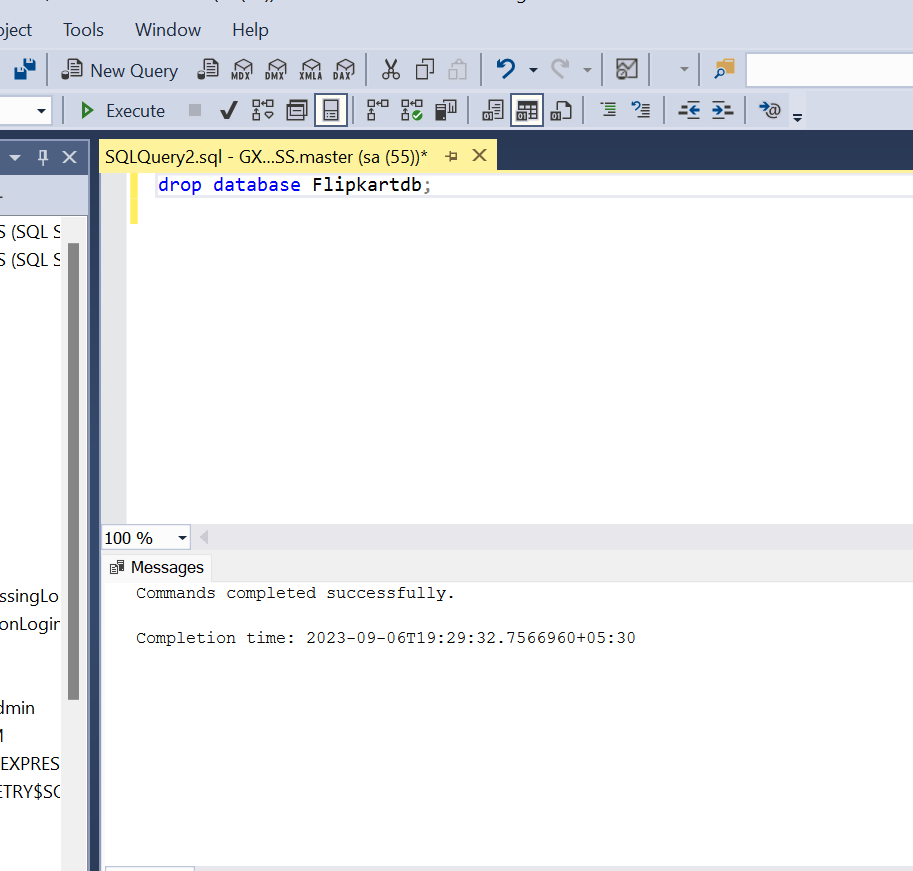 oject Tools Window Help
New Query MDX DMX XMLA DAX
Execute
SQLQuery2.sql - GX...SS.master (sa (55))*
drop database Flipkartdb;
S (SQL S
S (SQL S
100 %
Messages
Commands completed successfully.
ssingLo
onLogin
Completion time: 2023-09-06T19:29:32.7566960+05:30
dmin
M
EXPRES
ETRY$SQ